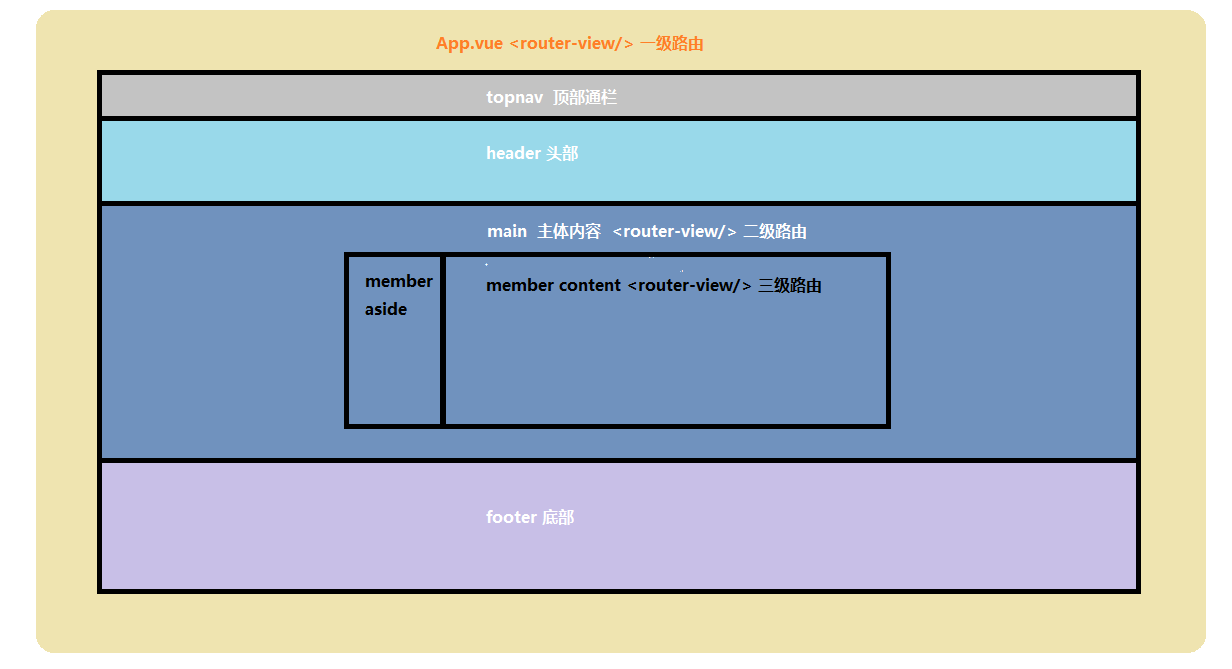 App.vue <router-view/> 一级路由
topnav 顶部通栏
header 头部
main 主体内容 <router-view/> 二级路由
member
aside
member content <router-view/> 三级路由
footer 底部